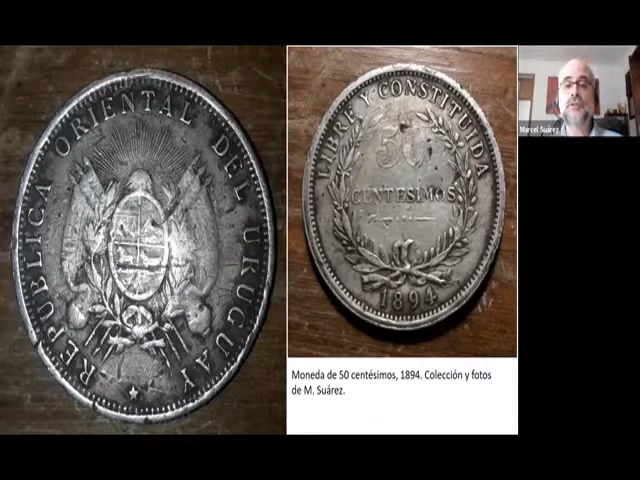 REPUBLICA ORIENTAL DEL URUGUAY
LIBRE Y CONSTITUIDA
50
CENTESIMOS
1894
Moneda de 50 centésimos, 1894. Colección y fotos
de M. Suárez.
Marcel Suárez